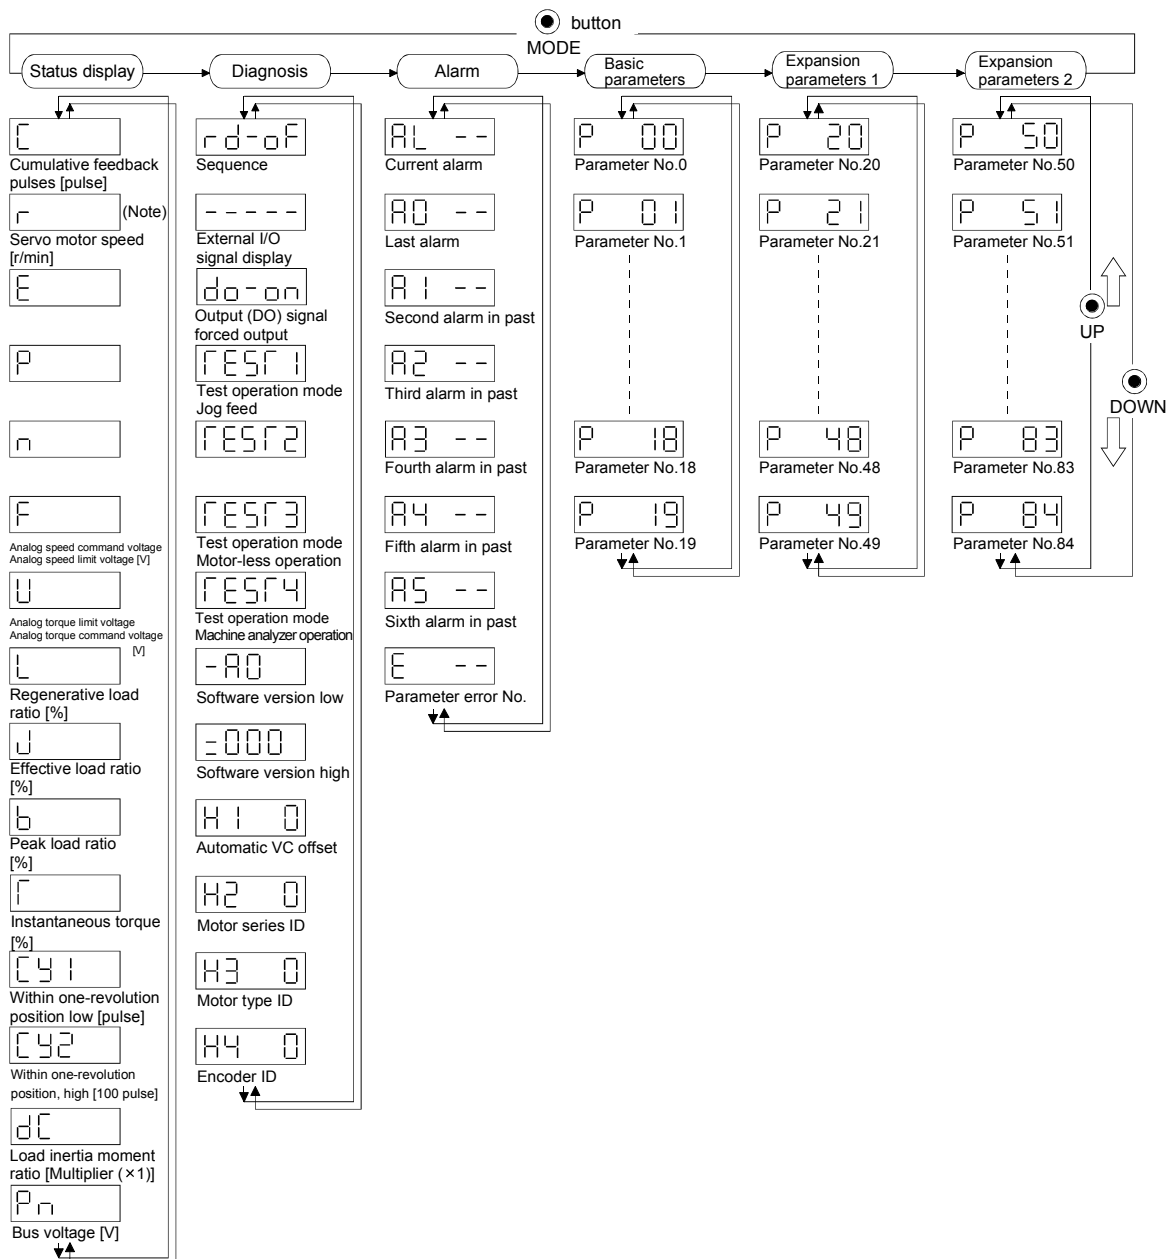 button
MODE
Status display
Diagnosis
Alarm
Basic
parameters
Expansion
parameters 1
Expansion
parameters 2
C
Cumulative feedback
pulses [pulse]
r
(Note)
Servo motor speed
[r/min]
E
P
n
F
Analog speed command voltage
Analog speed limit voltage [V]
U
Analog torque limit voltage
Analog torque command voltage
[V]
L
Regenerative load
ratio [%]
J
Effective load ratio
[%]
b
Peak load ratio
[%]
T
Instantaneous torque
[%]
Cy1
Within one-revolution
position low [pulse]
Cy2
Within one-revolution
position, high [100 pulse]
dC
Load inertia moment
ratio [Multiplier (×1)]
Pn
Bus voltage [V]
rd-oF
Sequence
- - - - -
External I/O
signal display
do-on
Output (DO) signal
forced output
TEST1
Test operation mode
Jog feed
TEST2
TEST3
Test operation mode
Motor-less operation
TEST4
Test operation mode
Machine analyzer operation
-A0
Software version low
=000
Software version high
H1 0
Automatic VC offset
H2 0
Motor series ID
H3 0
Motor type ID
H4 0
Encoder ID
AL --
Current alarm
A0 --
Last alarm
A1 --
Second alarm in past
A2 --
Third alarm in past
A3 --
Fourth alarm in past
A4 --
Fifth alarm in past
A5 --
Sixth alarm in past
E --
Parameter error No.
P 00
Parameter No.0
P 01
Parameter No.1
P 18
Parameter No.18
P 19
Parameter No.19
P 20
Parameter No.20
P 21
Parameter No.21
P 48
Parameter No.48
P 49
Parameter No.49
P 50
Parameter No.50
P 51
Parameter No.51
P 83
Parameter No.83
P 84
Parameter No.84
UP
DOWN